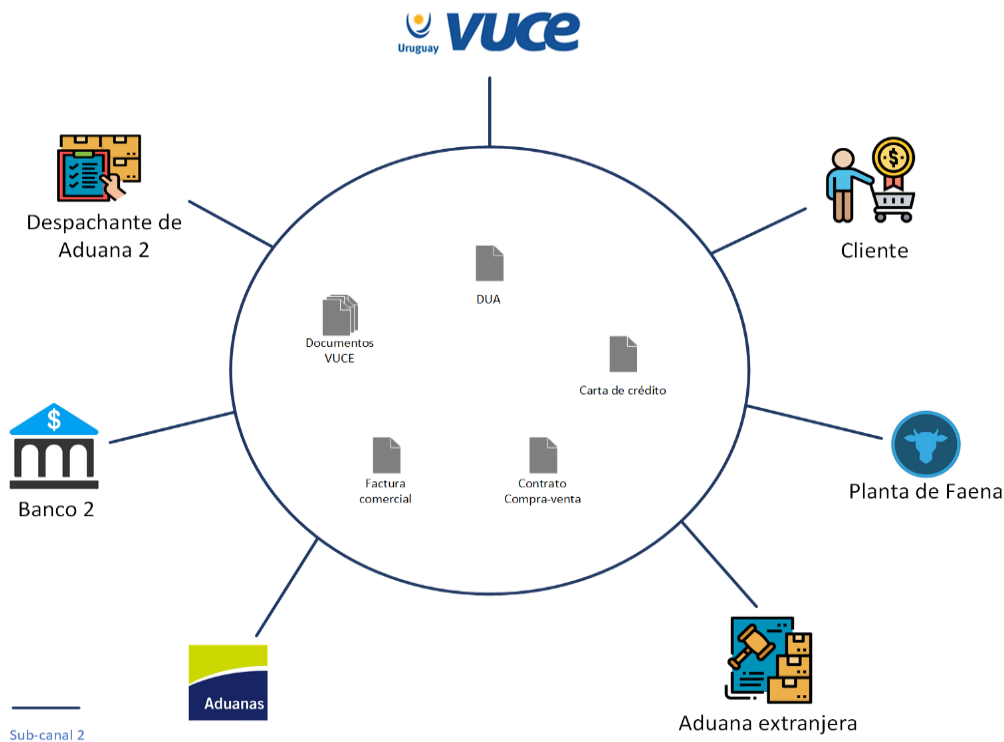 Uruguay VUCE
Despachante de
Aduana 2
Cliente
DUA
Documentos
VUCE
Carta de crédito
Banco 2
Factura
comercial
Contrato
Compra-venta
Planta de Faena
Aduanas
Aduana extranjera
Sub-canal 2